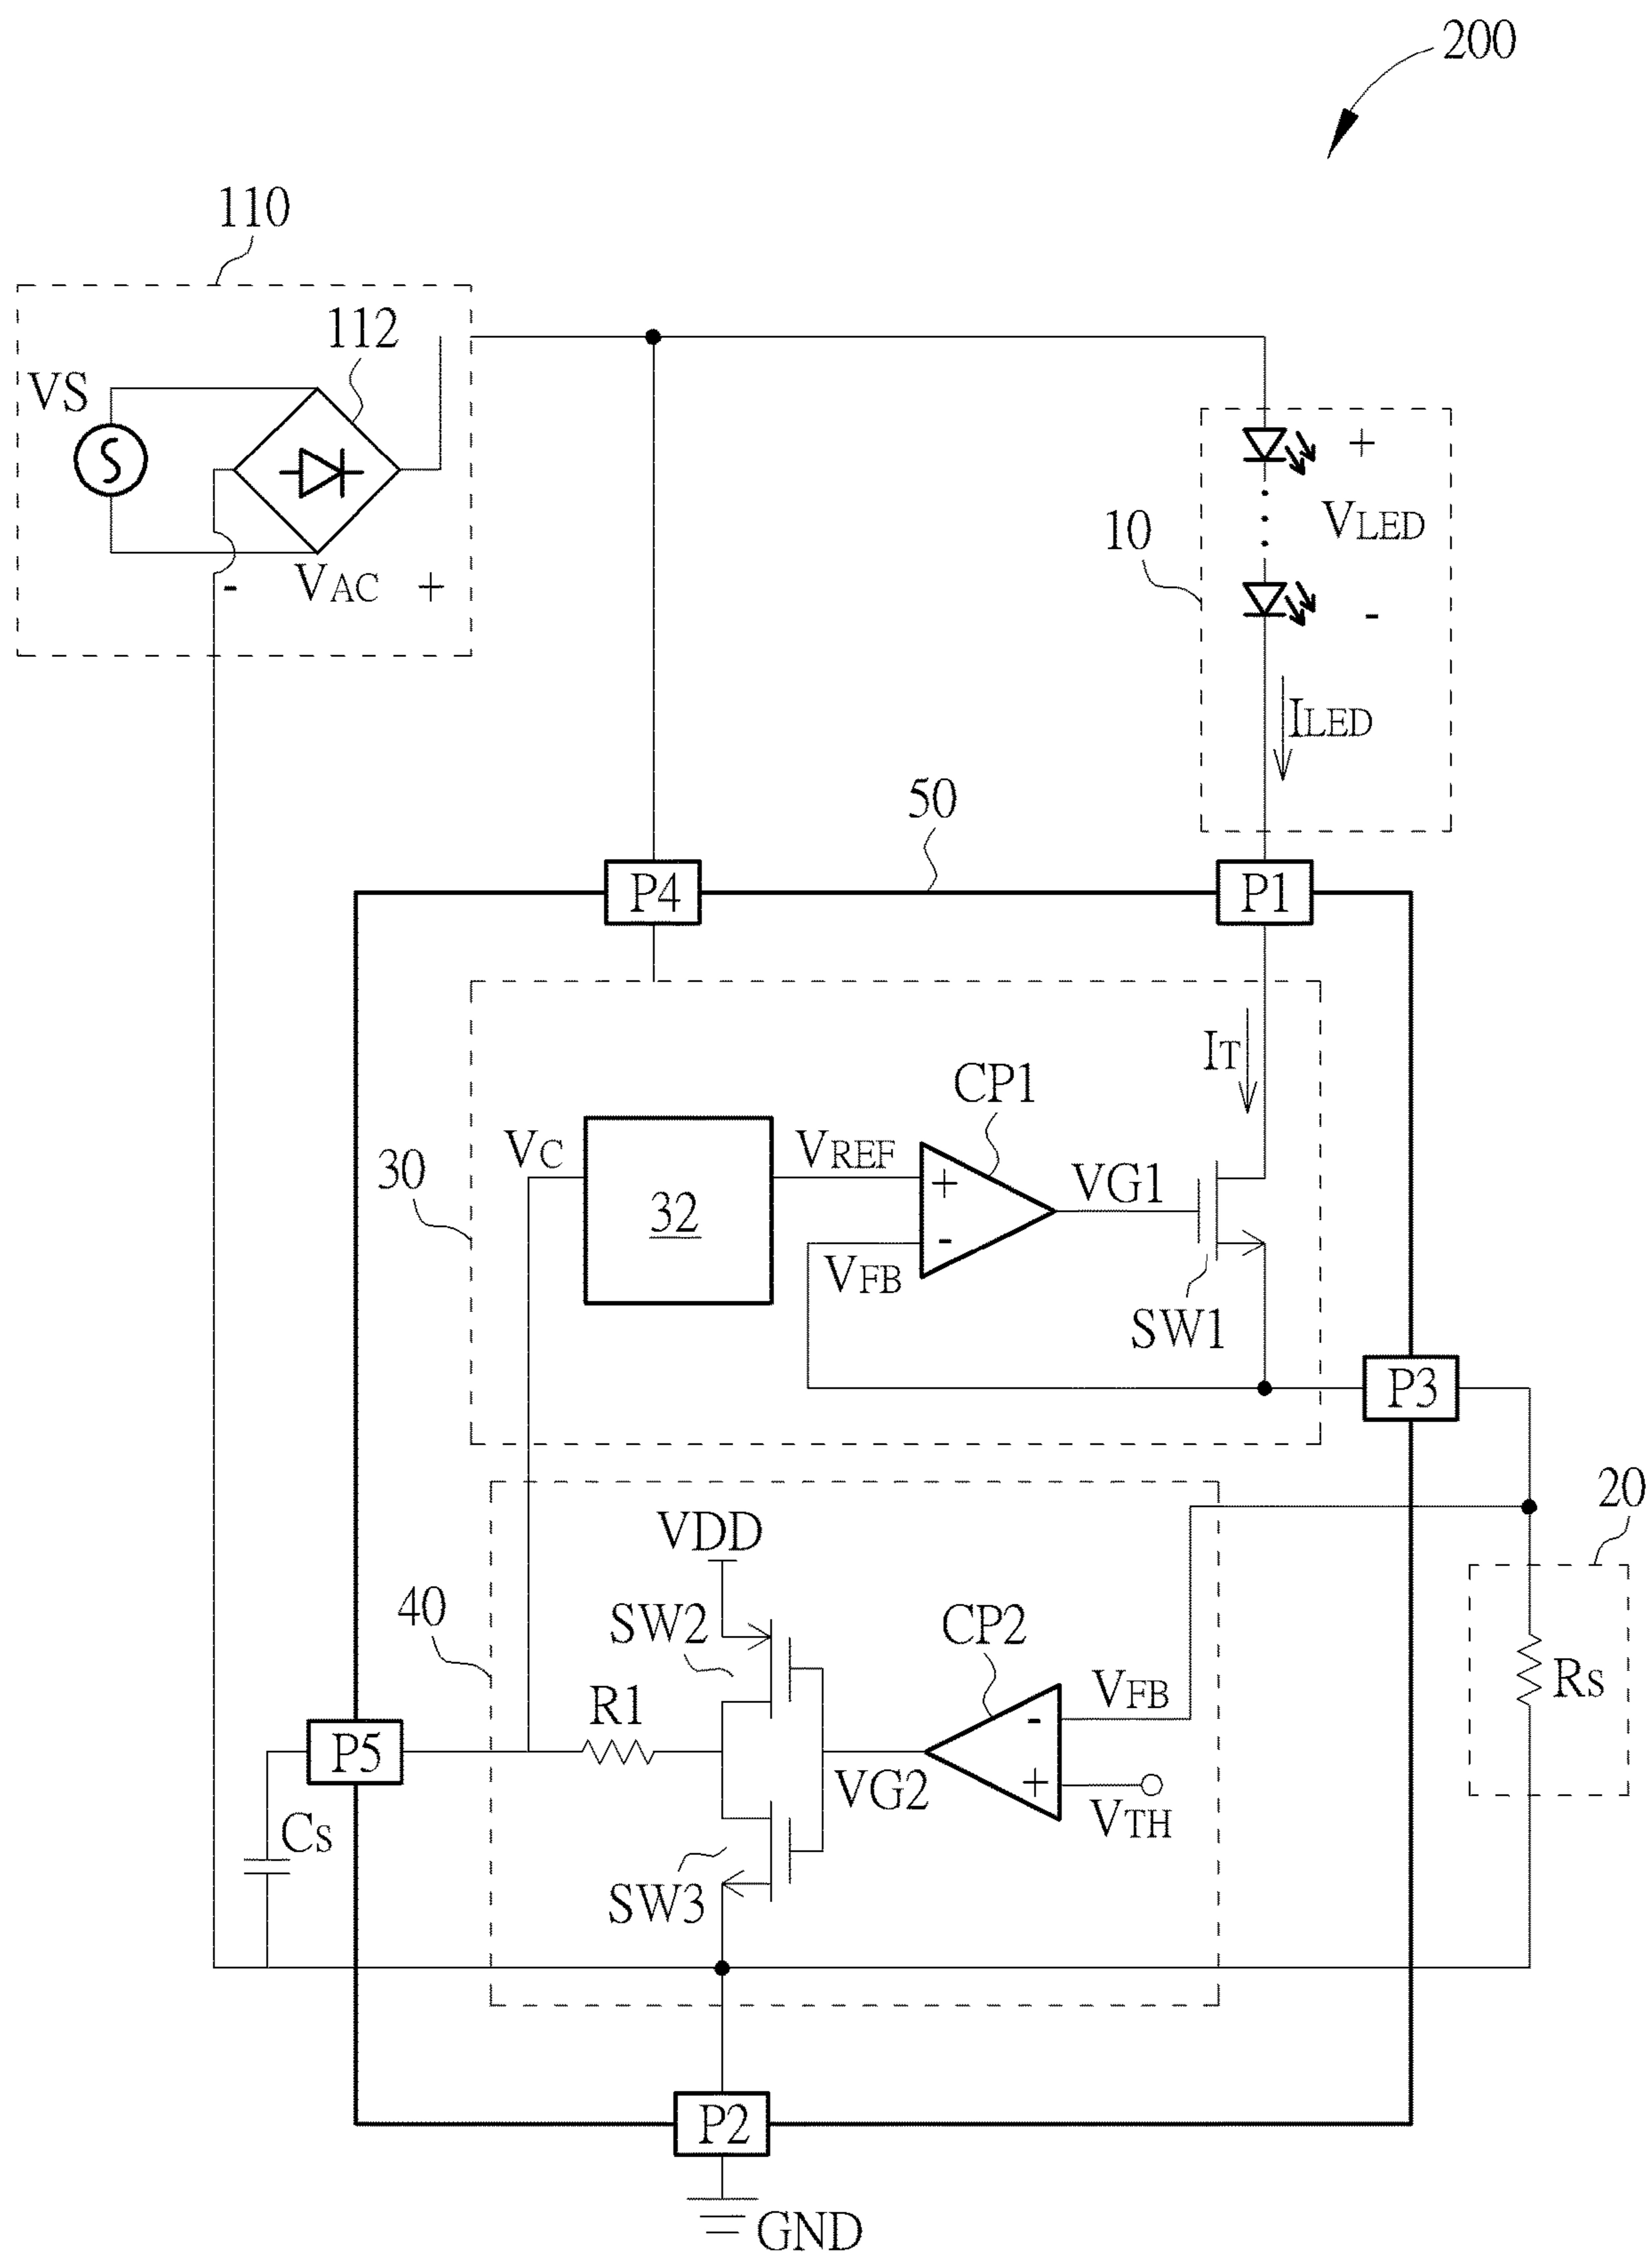 200
110
112
VS
+
10
VLED
- VAC +
-
ILED
50
P4
P1
IT
CP1
VC
VREF
30
+
VG1
32
-
VFB
SW1
P3
20
VDD
40
SW2
CP2
VFB
RS
R1
-
P5
VG2
+
VTH
CS
SW3
P2
GND